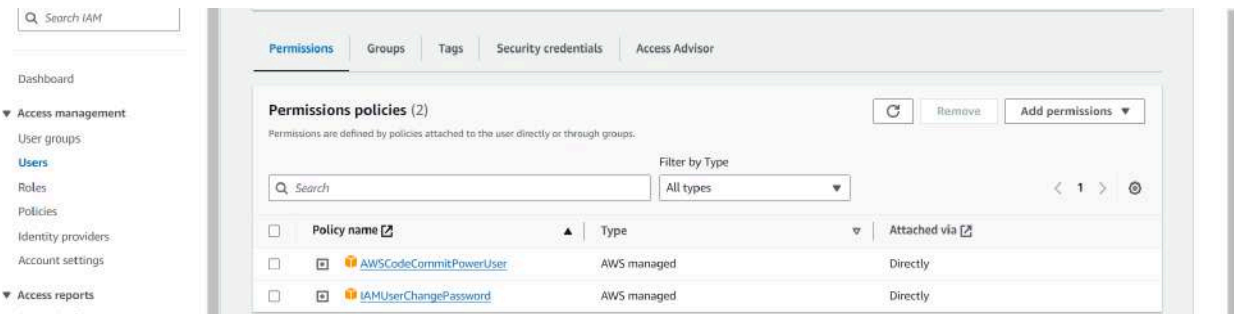 Search IAM
Dashboard
Access management
User groups
Users
Roles
Policies
Identity providers
Account settings
Access reports
Permissions Groups Tags Security credentials Access Advisor
Permissions policies (2)
Remove Add permissions
Permissions are defined by policies attached to the user directly or through groups.
Filter by Type
Search All types 1
Policy name Type Attached via
AWSCodeCommitPowerUser AWS managed Directly
IAMUserChangePassword AWS managed Directly